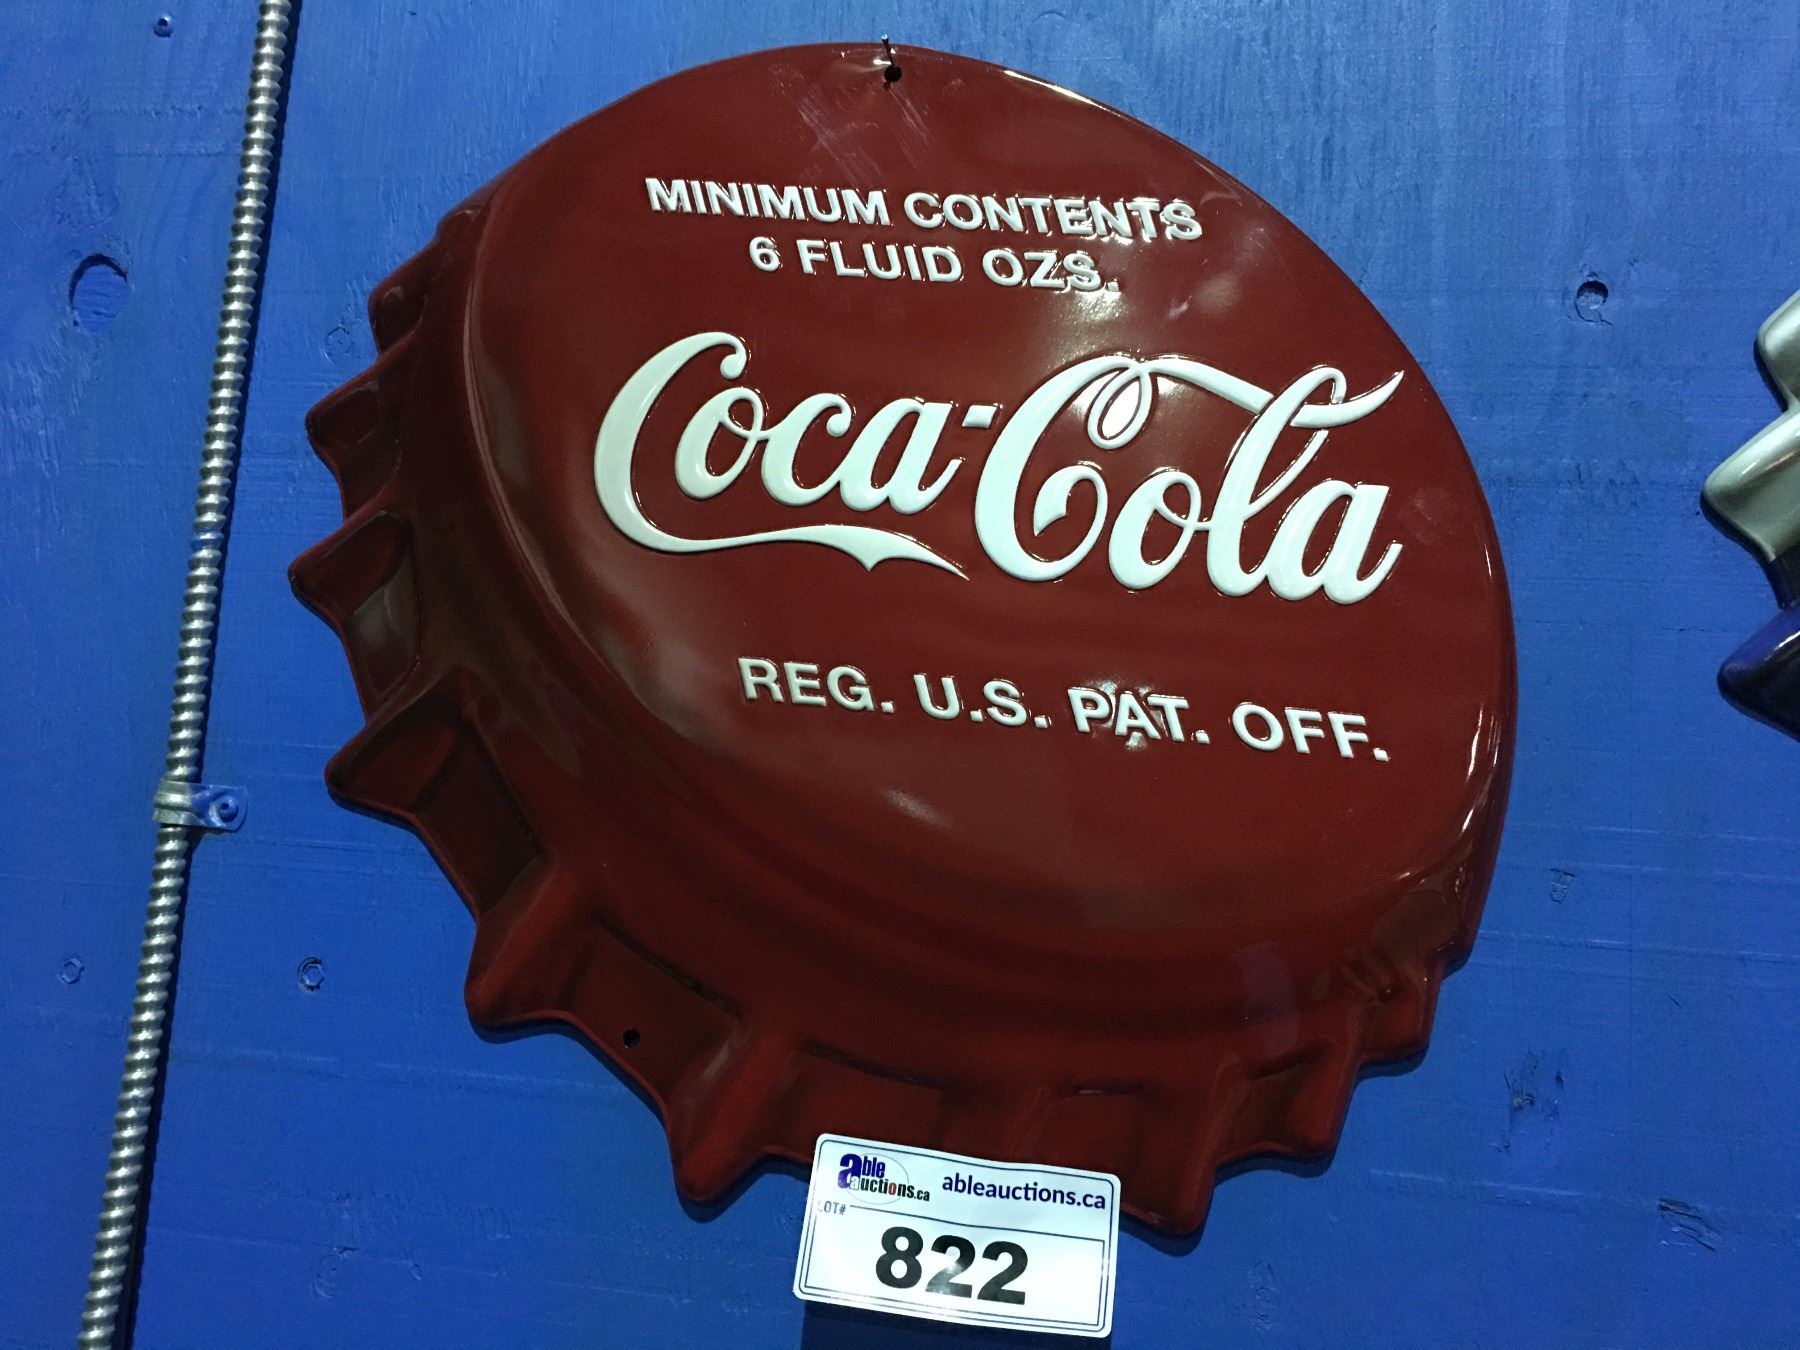 MINIMUM CONTENTS
6 FLUID OZS.
Coca-Cola
REG. U.S. PAT. OFF.
able auctions.ca
ableauctions.ca
LOT#
822